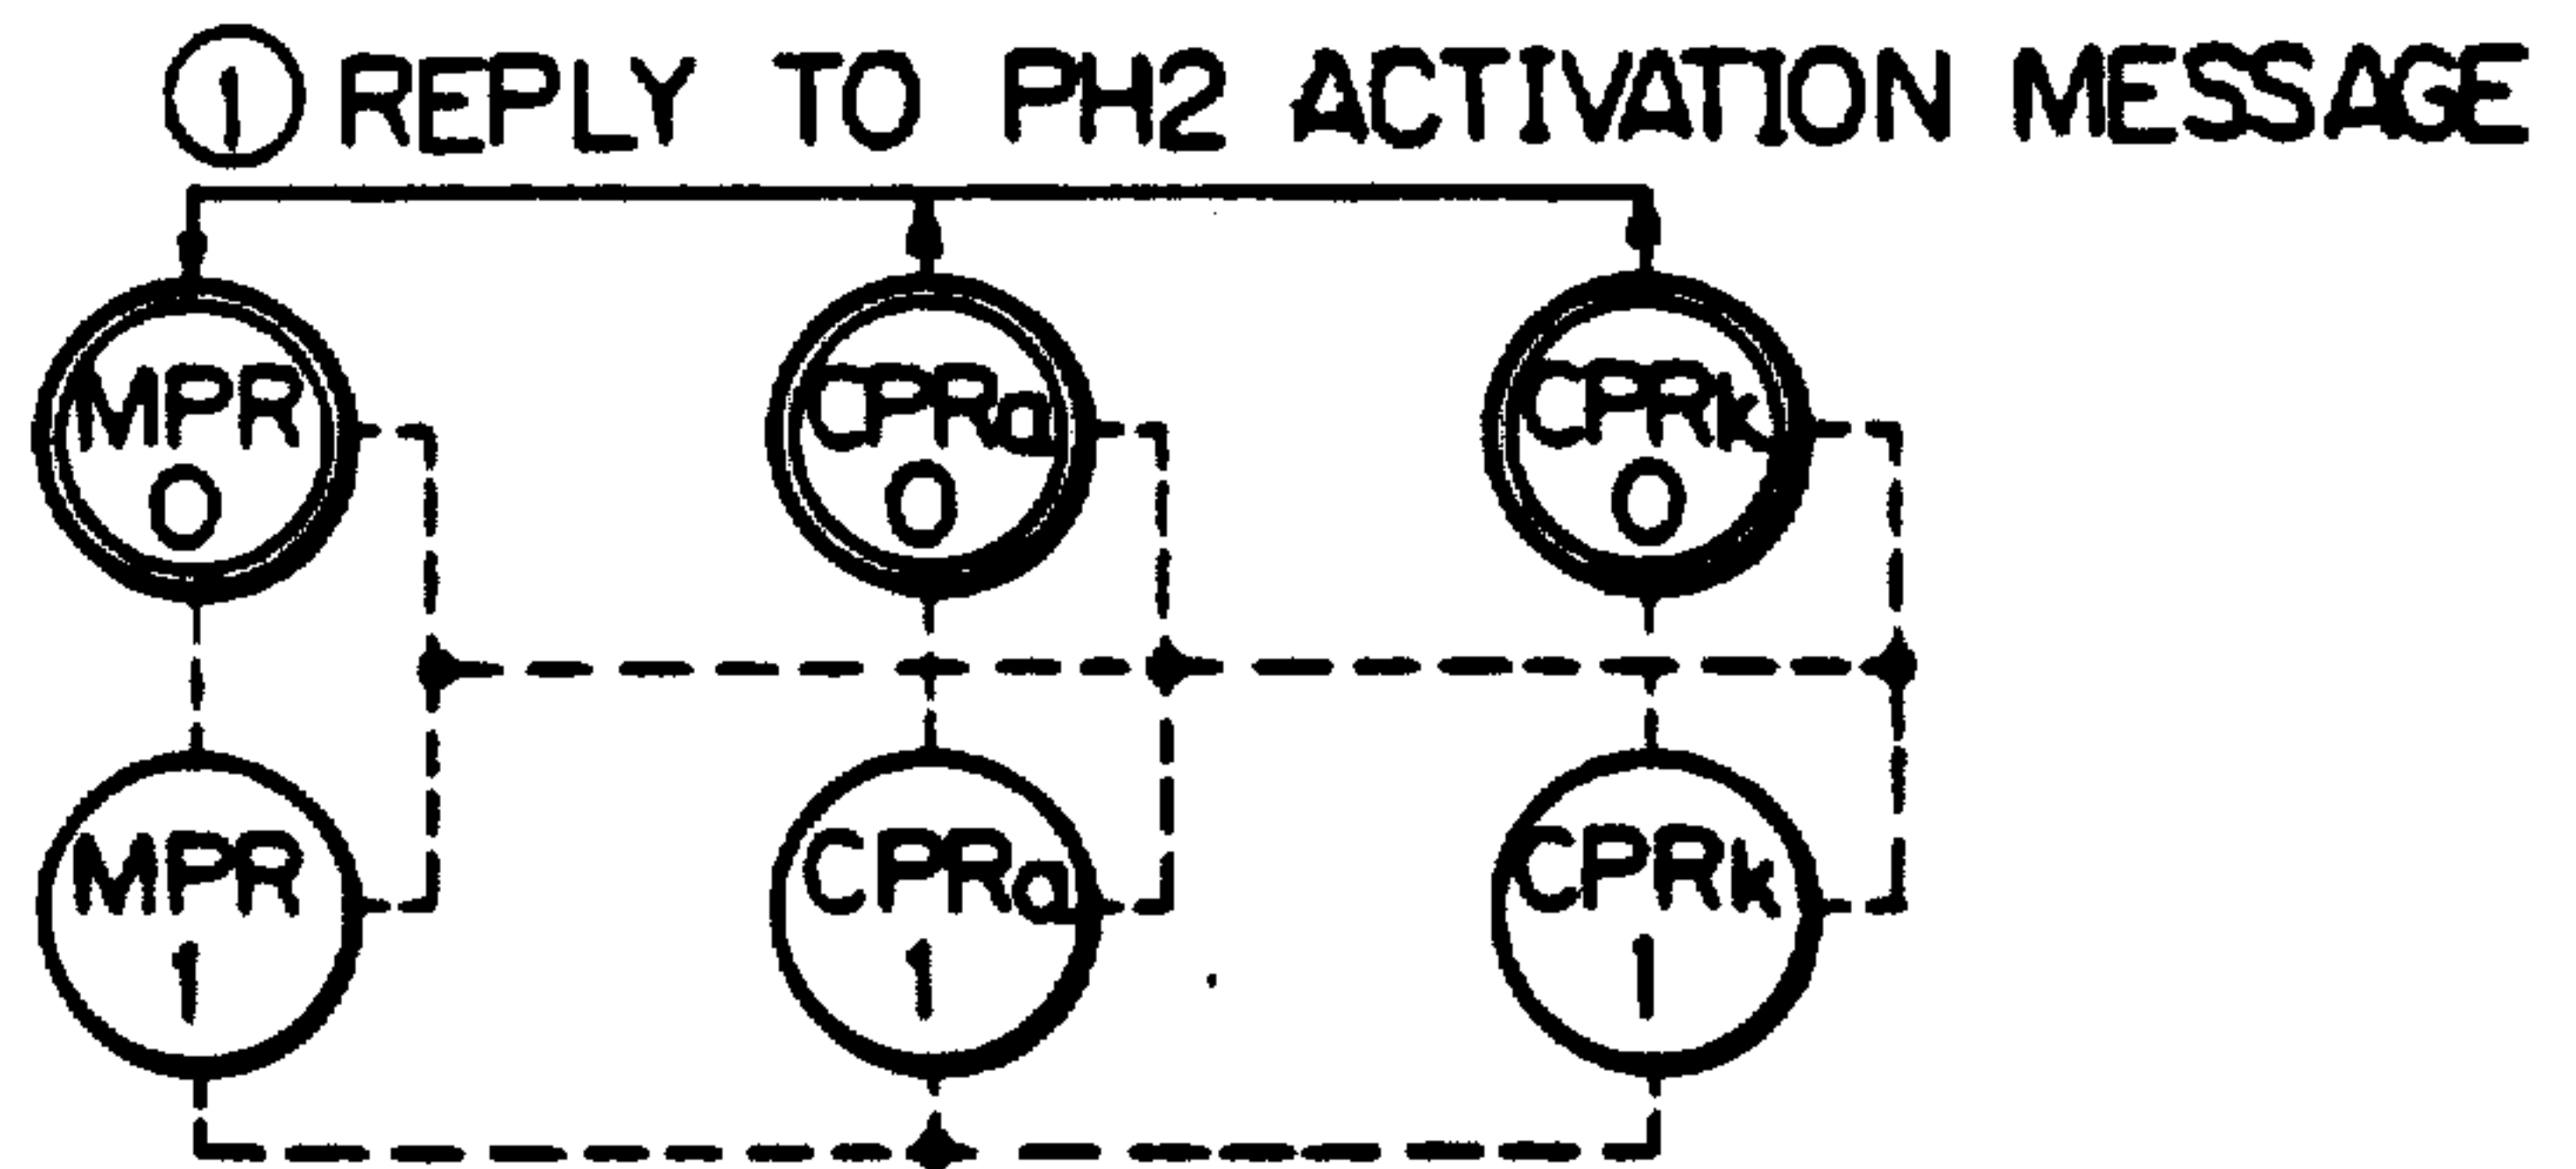 ① REPLY TO PH2 ACTIVATION MESSAGE
MPR
0
CPRa
0
CPRk
0
MPR
1
CPRa
1
CPRk
1